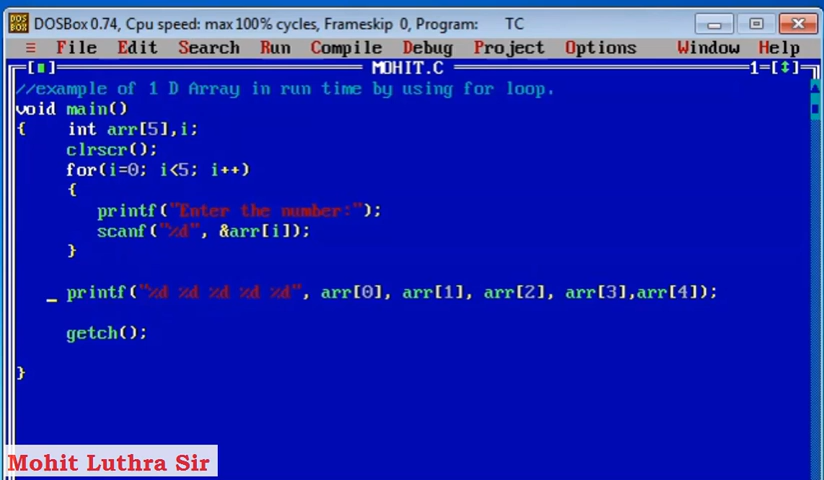 DOSBox 0.74, Cpu speed: max 100% cycles, Frameskip 0, Program: TC
≡ File Edit Search Run Compile Debug Project Options Window Help
[■] MOHIT.C 1=[↕]
//example of 1 D Array in run time by using for loop.
void main()
{ int arr[5],i;
clrscr();
for(i=0; i<5; i++)
{
printf("Enter the number:");
scanf("%d", &arr[i]);
}
_ printf("%d %d %d %d %d", arr[0], arr[1], arr[2], arr[3],arr[4]);
getch();
}
Mohit Luthra Sir